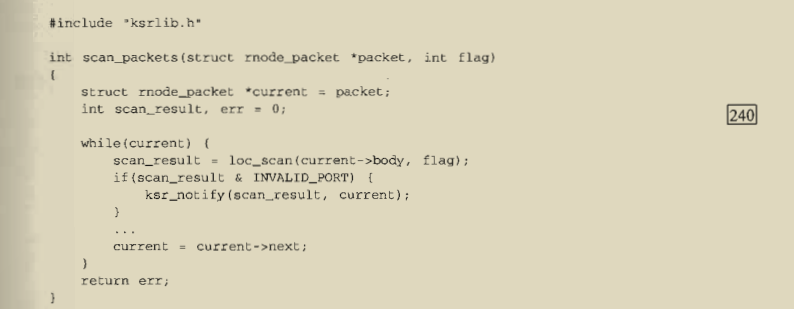 #include "ksrlib.h"
int scan_packets(struct rnode_packet *packet, int flag)
{
struct rnode_packet *current = packet;
int scan_result, err = 0;
240
while(current) {
scan_result = loc_scan(current->body, flag);
if(scan_result & INVALID_PORT) {
ksr_notify(scan_result, current);
}
...
current = current->next;
}
return err;
}